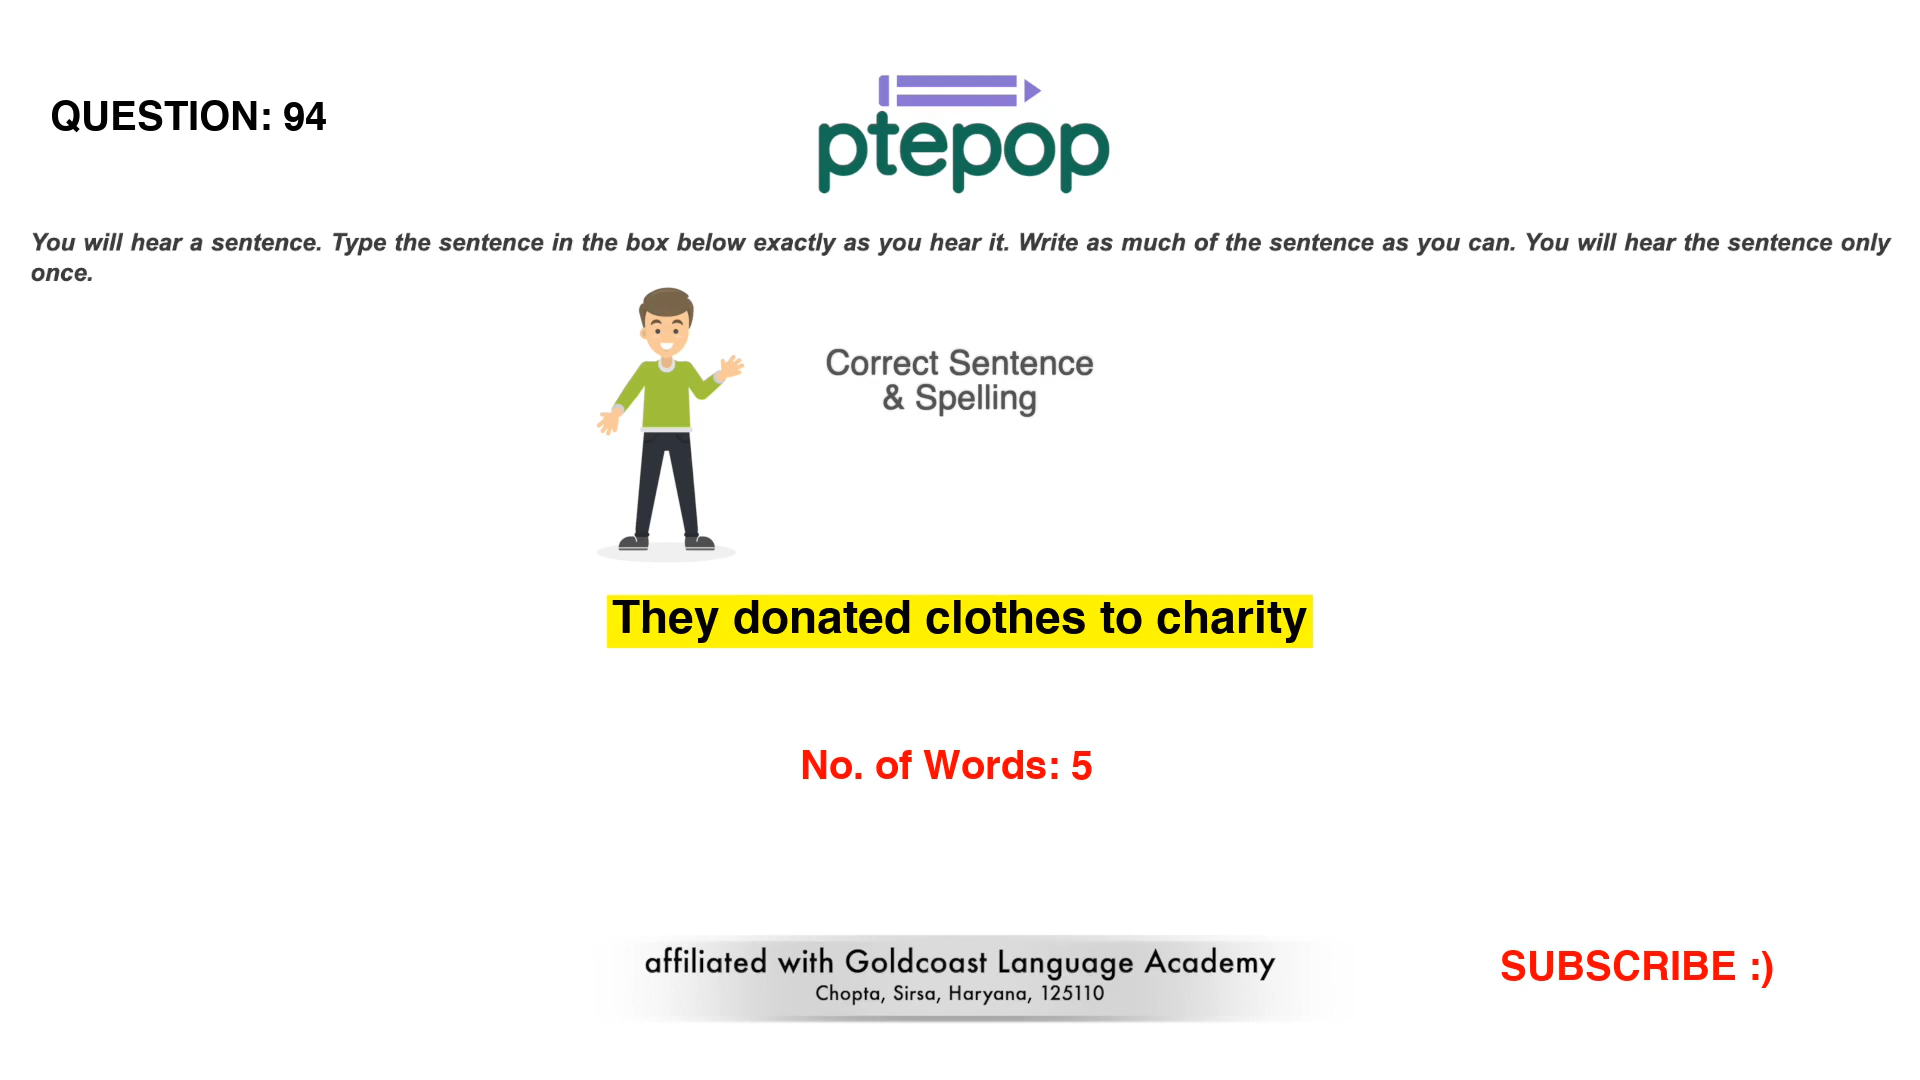 QUESTION: 94
ptepop
You will hear a sentence. Type the sentence in the box below exactly as you hear it. Write as much of the sentence as you can. You will hear the sentence only
once.
Correct Sentence
& Spelling
They donated clothes to charity
No. of Words: 5
affiliated with Goldcoast Language Academy
Chopta, Sirsa, Haryana, 125110
SUBSCRIBE :)